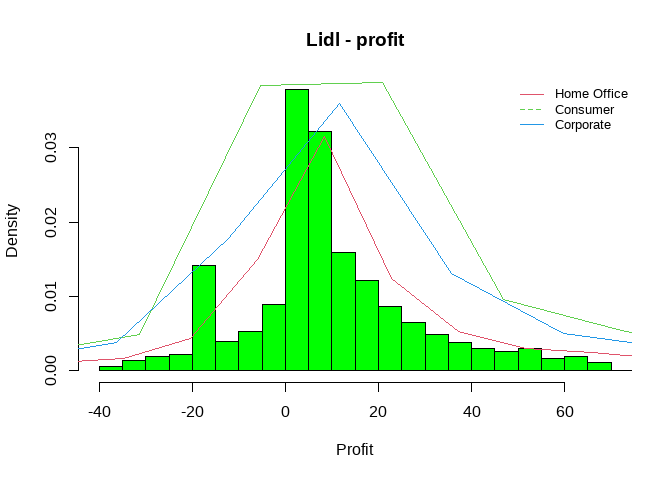 Lidl - profit
Home Office
Consumer
Corporate
Density
0.03
0.02
0.01
0.00
-40 -20 0 20 40 60
Profit